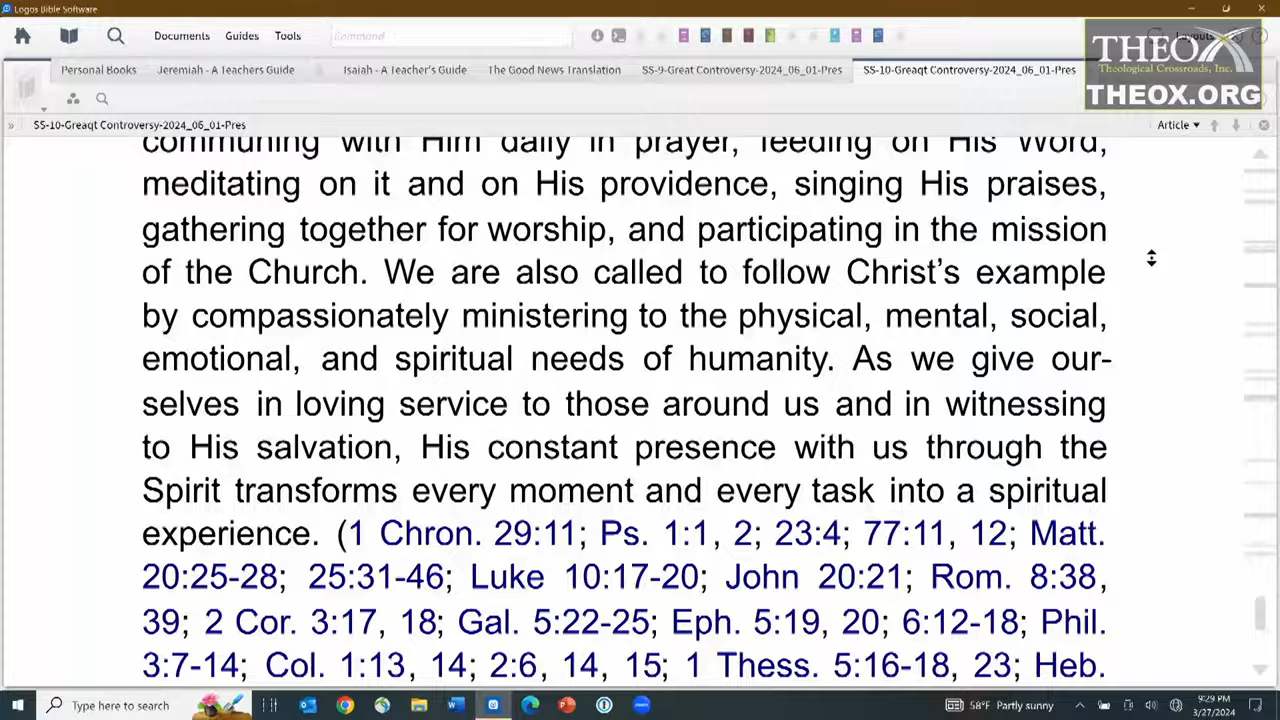 Logos Bible Software
Documents Guides Tools Command Layouts
Personal Books Jeremiah - A Teachers Guide Isaiah - A The Good News Translation SS-9-Great Controversy-2024_06_01-Pres SS-10-Greaqt Controversy-2024_06_01-Pres
THEOX
Theological Crossroads, Inc.
THEOX.ORG
SS-10-Greaqt Controversy-2024_06_01-Pres Article
communing with Him daily in prayer, feeding on His Word,
meditating on it and on His providence, singing His praises,
gathering together for worship, and participating in the mission
of the Church. We are also called to follow Christ's example
by compassionately ministering to the physical, mental, social,
emotional, and spiritual needs of humanity. As we give our-
selves in loving service to those around us and in witnessing
to His salvation, His constant presence with us through the
Spirit transforms every moment and every task into a spiritual
experience. (1 Chron. 29:11; Ps. 1:1, 2; 23:4; 77:11, 12; Matt.
20:25-28; 25:31-46; Luke 10:17-20; John 20:21; Rom. 8:38,
39; 2 Cor. 3:17, 18; Gal. 5:22-25; Eph. 5:19, 20; 6:12-18; Phil.
3:7-14; Col. 1:13, 14; 2:6, 14, 15; 1 Thess. 5:16-18, 23; Heb.
Type here to search 58°F Partly sunny 9:29 PM
3/27/2024